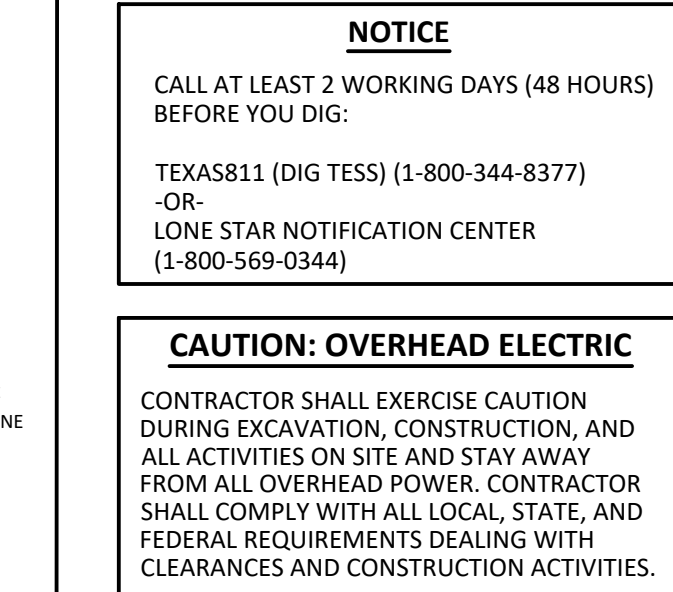 NOTICE
CALL AT LEAST 2 WORKING DAYS (48 HOURS)
BEFORE YOU DIG:
TEXAS811 (DIG TESS) (1-800-344-8377)
-OR-
LONE STAR NOTIFICATION CENTER
(1-800-569-0344)
CAUTION: OVERHEAD ELECTRIC
CONTRACTOR SHALL EXERCISE CAUTION
DURING EXCAVATION, CONSTRUCTION, AND
ALL ACTIVITIES ON SITE AND STAY AWAY
FROM ALL OVERHEAD POWER. CONTRACTOR
SHALL COMPLY WITH ALL LOCAL, STATE, AND
FEDERAL REQUIREMENTS DEALING WITH
CLEARANCES AND CONSTRUCTION ACTIVITIES.
NE